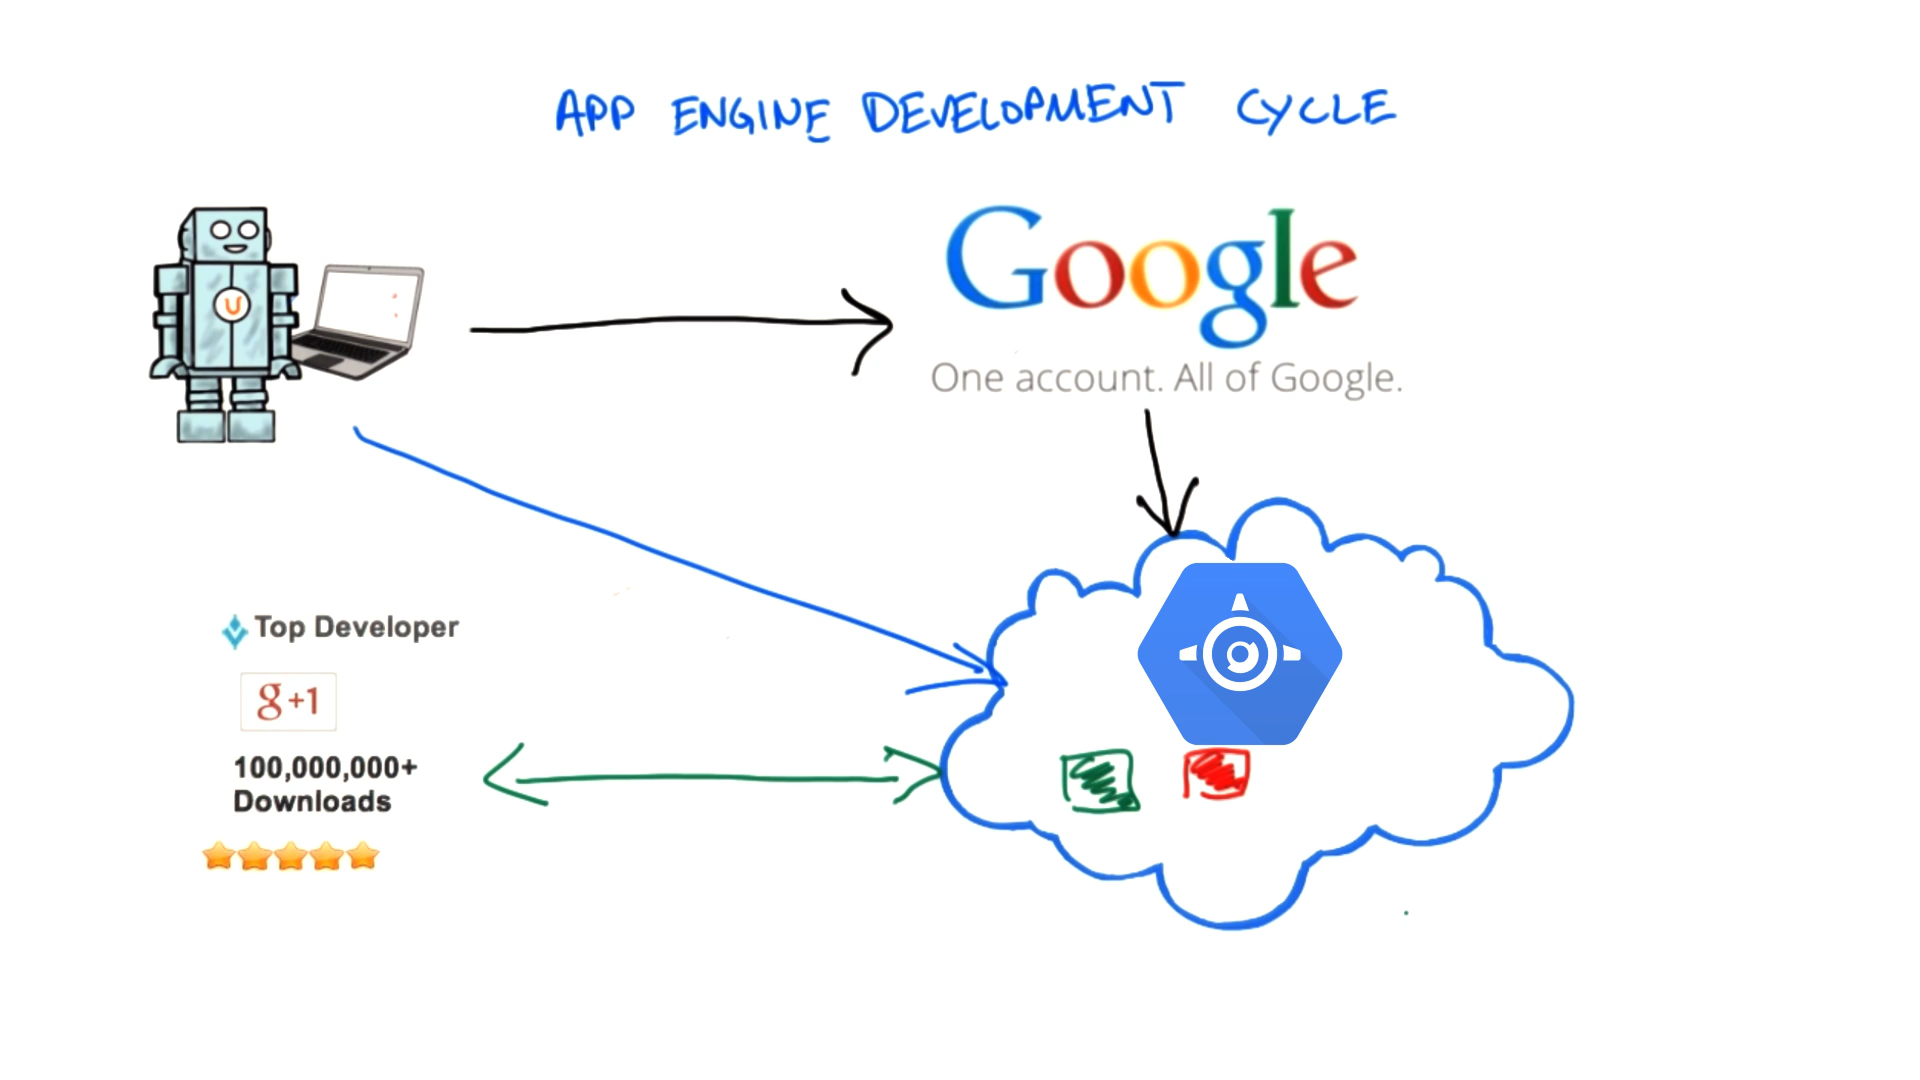 APP ENGINE DEVELOPMENT CYCLE
U
Google
One account. All of Google.
Top Developer
g+1
100,000,000+
Downloads